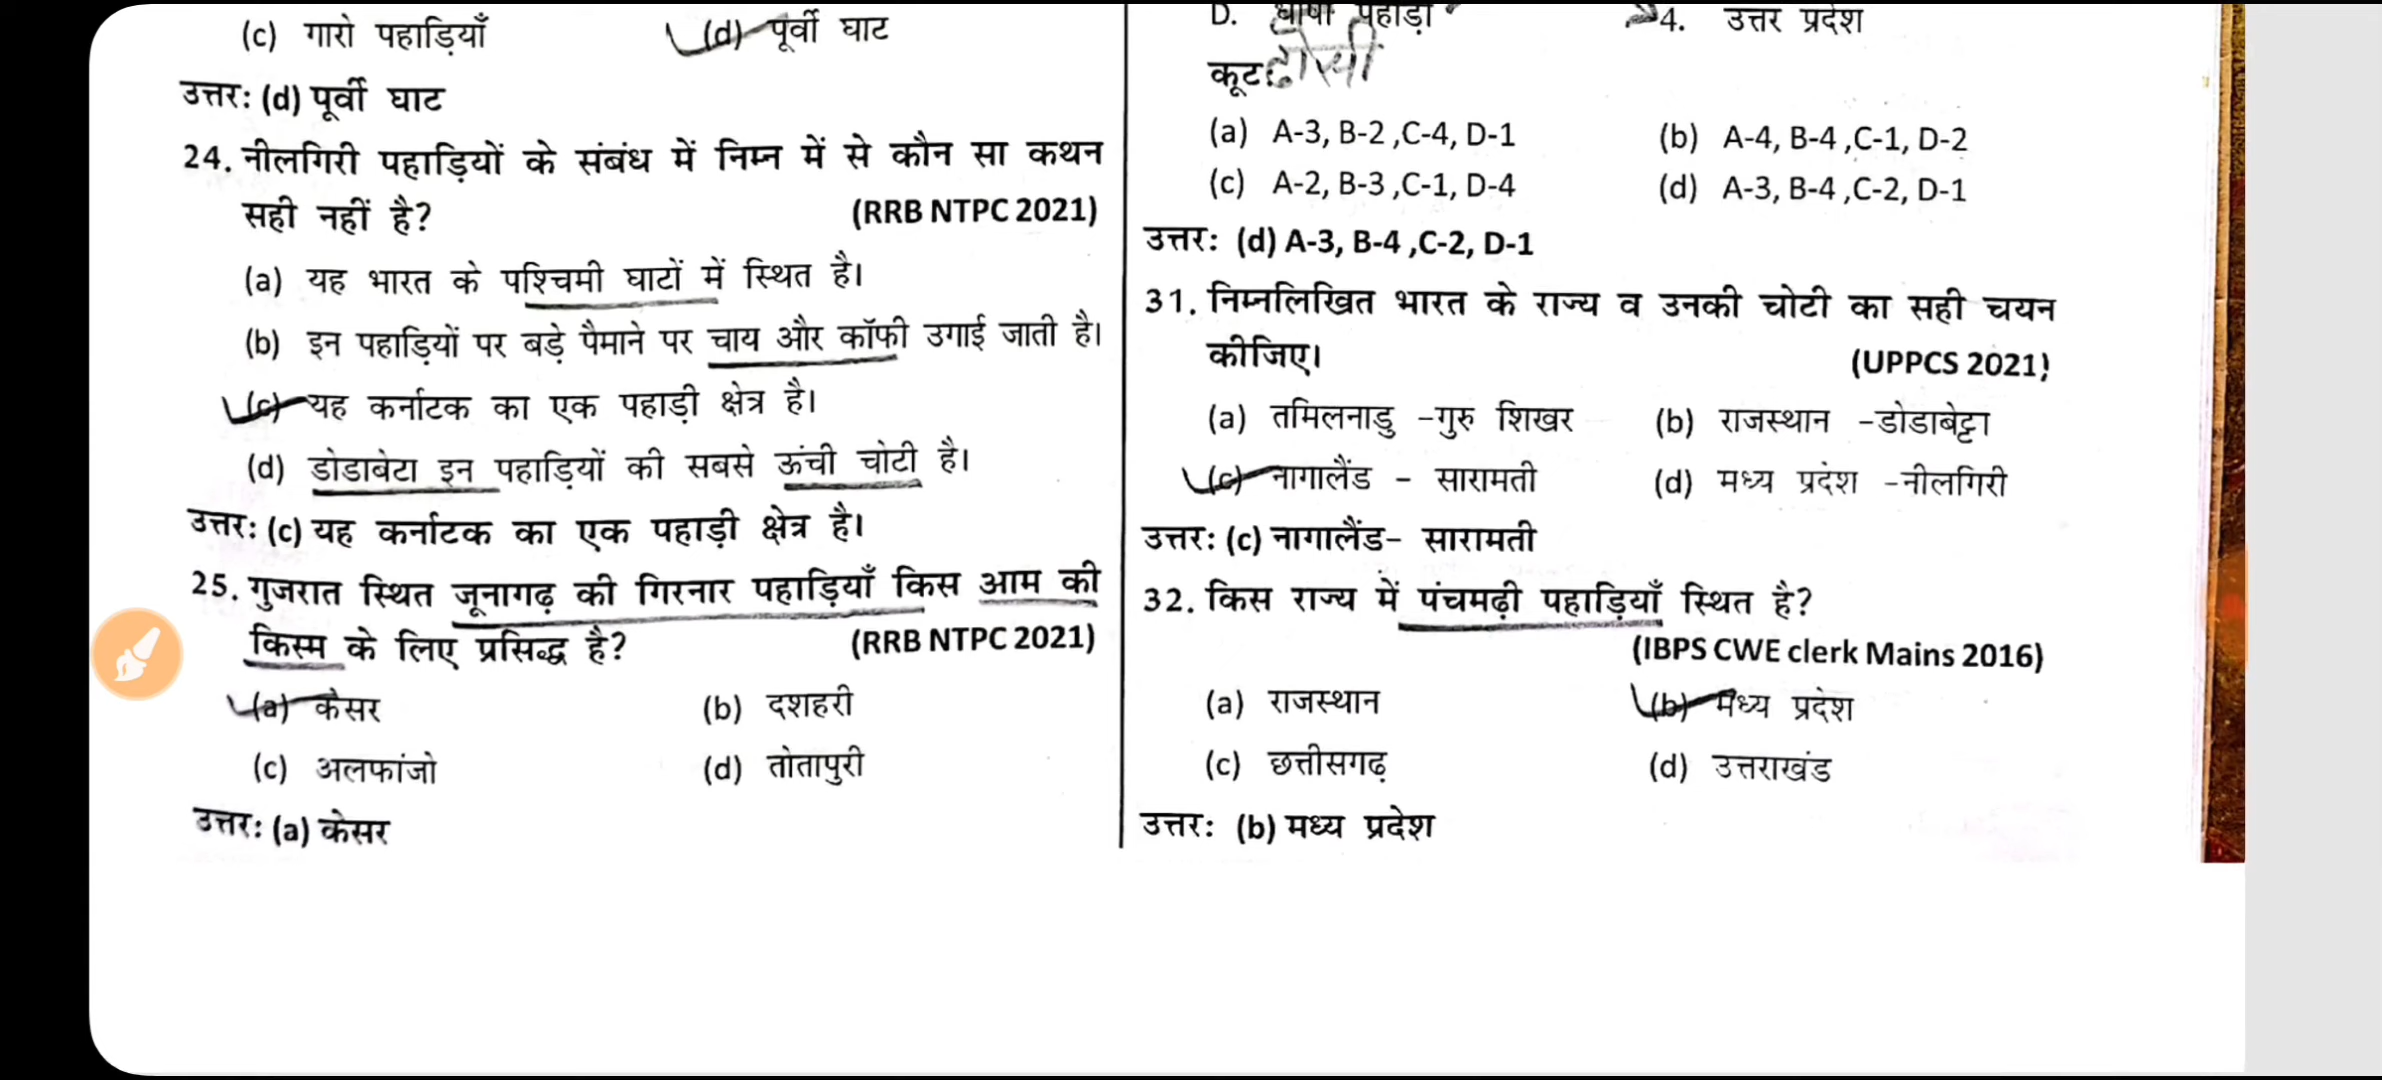 (c) गारो पहाड़ियाँ (d) पूर्वी घाट
उत्तरः (d) पूर्वी घाट
24. नीलगिरी पहाड़ियों के संबंध में निम्न में से कौन सा कथन
सही नहीं है? (RRB NTPC 2021)
(a) यह भारत के पश्चिमी घाटों में स्थित है।
(b) इन पहाड़ियों पर बड़े पैमाने पर चाय और कॉफी उगाई जाती है।
(c) यह कर्नाटक का एक पहाड़ी क्षेत्र है।
(d) डोडाबेटा इन पहाड़ियों की सबसे ऊंची चोटी है।
उत्तरः (c) यह कर्नाटक का एक पहाड़ी क्षेत्र है।
25. गुजरात स्थित जूनागढ़ की गिरनार पहाड़ियाँ किस आम की
किस्म के लिए प्रसिद्ध है? (RRB NTPC 2021)
(a) केसर (b) दशहरी
(c) अलफांजो (d) तोतापुरी
उत्तरः (a) केसर
D. पहाड़ी 4. उत्तर प्रदेश
कूटः ढोसी
(a) A-3, B-2 ,C-4, D-1 (b) A-4, B-4 ,C-1, D-2
(c) A-2, B-3 ,C-1, D-4 (d) A-3, B-4 ,C-2, D-1
उत्तरः (d) A-3, B-4 ,C-2, D-1
31. निम्नलिखित भारत के राज्य व उनकी चोटी का सही चयन
कीजिए। (UPPCS 2021)
(a) तमिलनाडु -गुरु शिखर (b) राजस्थान -डोडाबेट्टा
(c) नागालैंड - सारामती (d) मध्य प्रदेश -नीलगिरी
उत्तरः (c) नागालैंड- सारामती
32. किस राज्य में पंचमढ़ी पहाड़ियाँ स्थित है?
(IBPS CWE clerk Mains 2016)
(a) राजस्थान (b) मध्य प्रदेश
(c) छत्तीसगढ़ (d) उत्तराखंड
उत्तरः (b) मध्य प्रदेश